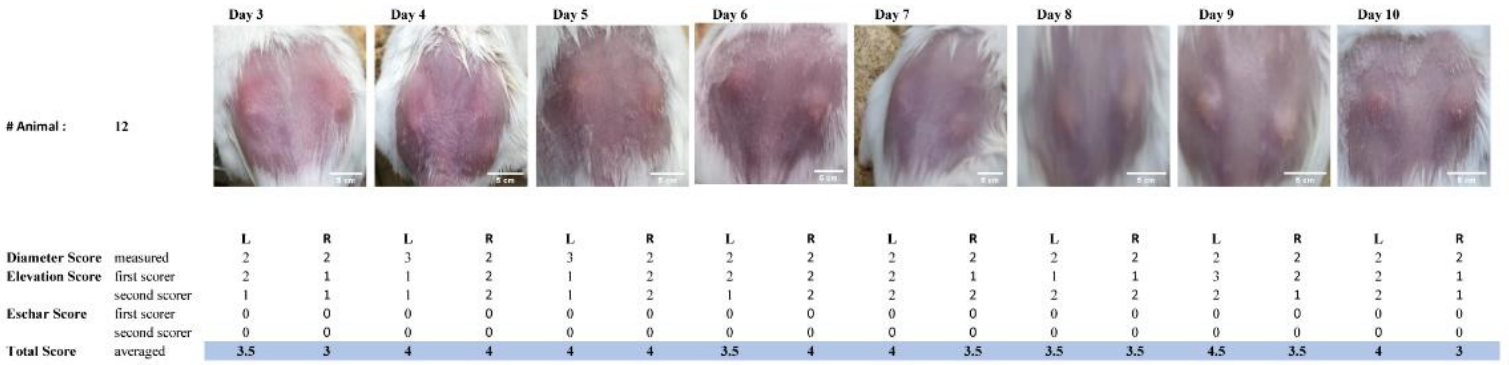 Day 3 Day 4 Day 5 Day 6 Day 7 Day 8 Day 9 Day 10
# Animal : 12
5 cm 5 cm 5 cm 5 cm 5 cm 5 cm 5 cm 5 cm
L R L R L R L R L R L R L R L R
Diameter Score measured 2 2 3 2 3 2 2 2 2 2 2 2 2 2 2 2
Elevation Score first scorer 2 1 1 2 1 2 2 2 2 1 1 1 3 2 2 1
second scorer 1 1 1 2 1 2 1 2 2 2 2 2 2 1 2 1
Eschar Score first scorer 0 0 0 0 0 0 0 0 0 0 0 0 0 0 0 0
second scorer 0 0 0 0 0 0 0 0 0 0 0 0 0 0 0 0
Total Score averaged 3.5 3 4 4 4 4 3.5 4 4 3.5 3.5 3.5 4.5 3.5 4 3